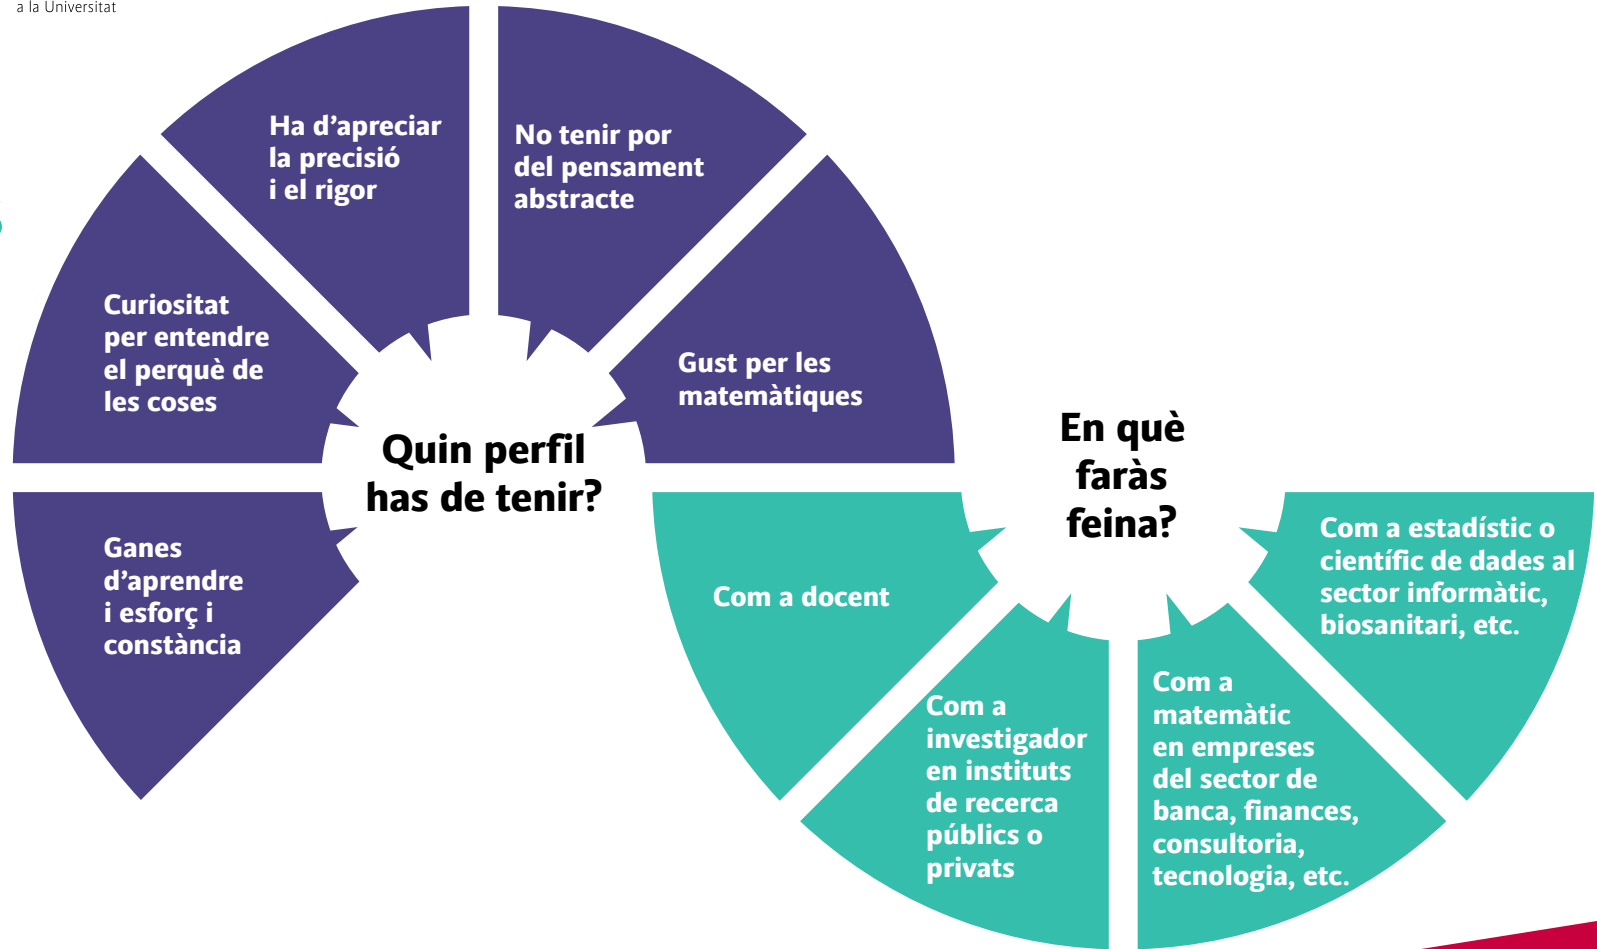 a la Universitat
Quin perfil
has de tenir?
Ganes
d’aprendre
i esforç i
constància
Curiositat
per entendre
el perquè de
les coses
Ha d’apreciar
la precisió
i el rigor
No tenir por
del pensament
abstracte
Gust per les
matemàtiques
En què
faràs
feina?
Com a docent
Com a
investigador
en instituts
de recerca
públics o
privats
Com a
matemàtic
en empreses
del sector de
banca, finances,
consultoria,
tecnologia, etc.
Com a estadístic o
científic de dades al
sector informàtic,
biosanitari, etc.